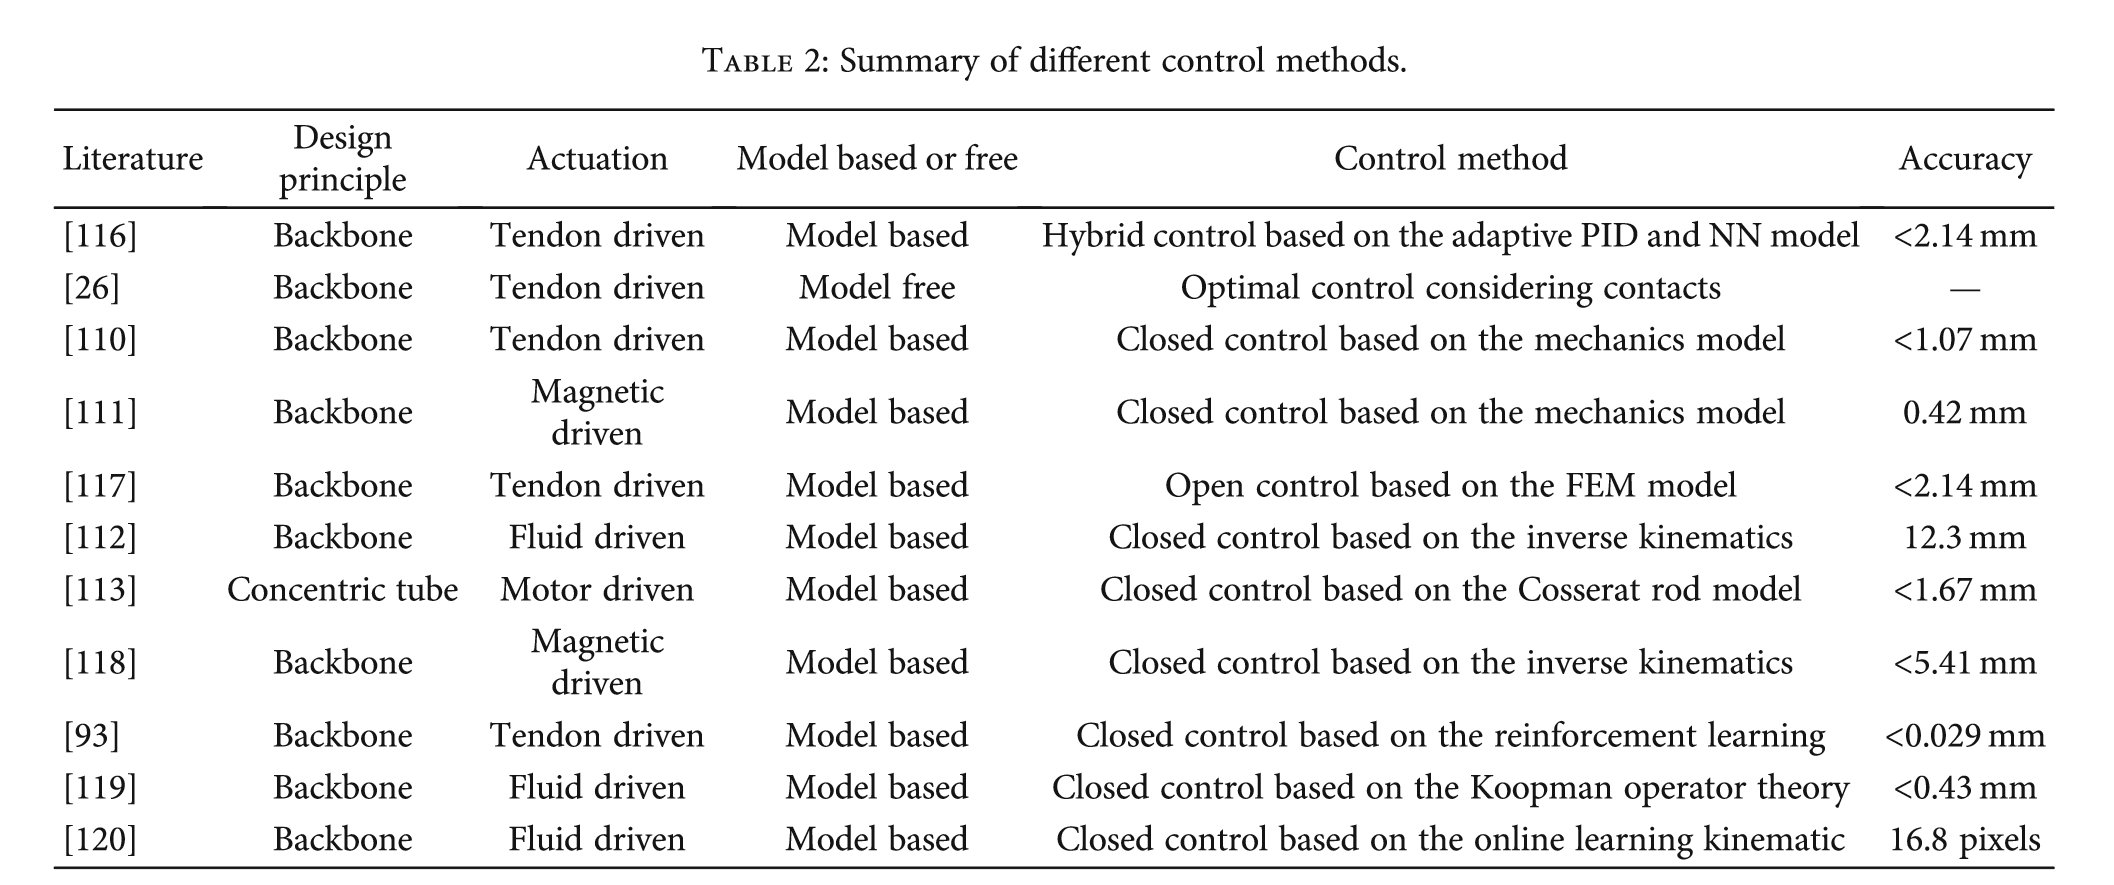 TABLE 2: Summary of different control methods.
Literature Design principle Actuation Model based or free Control method Accuracy
[116] Backbone Tendon driven Model based Hybrid control based on the adaptive PID and NN model <2.14 mm
[26] Backbone Tendon driven Model free Optimal control considering contacts —
[110] Backbone Tendon driven Model based Closed control based on the mechanics model <1.07 mm
[111] Backbone Magnetic driven Model based Closed control based on the mechanics model 0.42 mm
[117] Backbone Tendon driven Model based Open control based on the FEM model <2.14 mm
[112] Backbone Fluid driven Model based Closed control based on the inverse kinematics 12.3 mm
[113] Concentric tube Motor driven Model based Closed control based on the Cosserat rod model <1.67 mm
[118] Backbone Magnetic driven Model based Closed control based on the inverse kinematics <5.41 mm
[93] Backbone Tendon driven Model based Closed control based on the reinforcement learning <0.029 mm
[119] Backbone Fluid driven Model based Closed control based on the Koopman operator theory <0.43 mm
[120] Backbone Fluid driven Model based Closed control based on the online learning kinematic 16.8 pixels